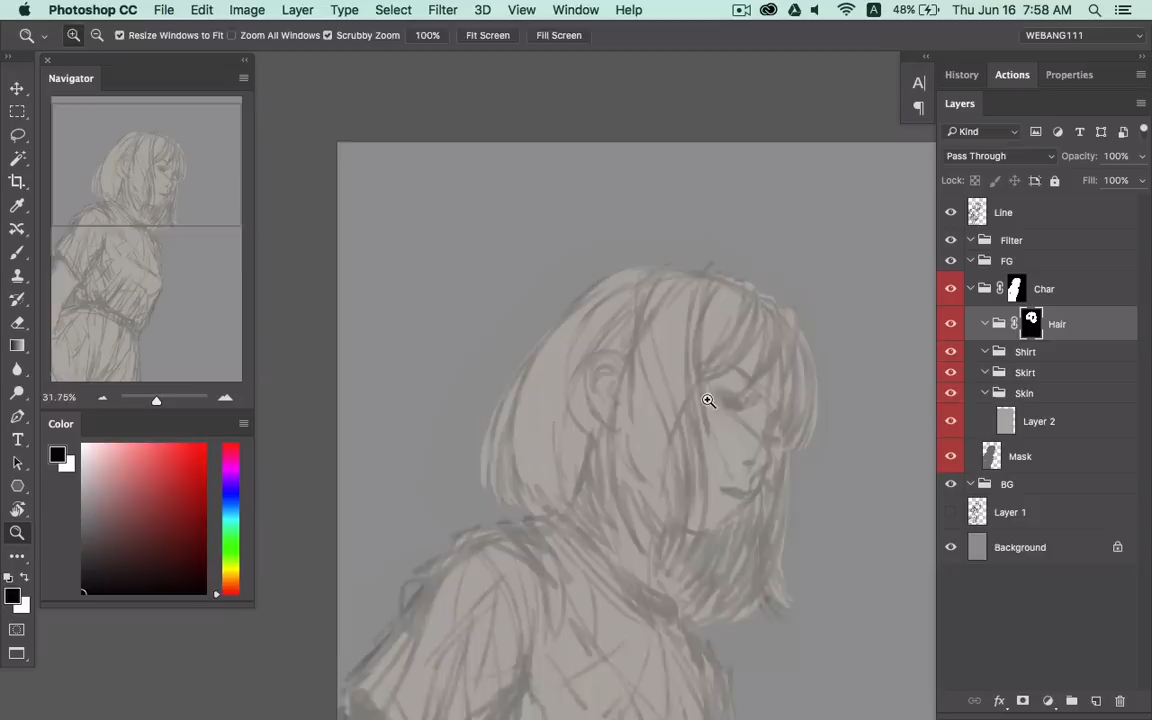 Photoshop CC File Edit Image Layer Type Select Filter 3D View Window Help A 48% Thu Jun 16 7:58 AM
Resize Windows to Fit Zoom All Windows Scrubby Zoom 100% Fit Screen Fill Screen WEBANG111
Navigator
31.75%
Color
A
History Actions Properties
Layers
Kind
Pass Through Opacity: 100%
Lock: Fill: 100%
Line
Filter
FG
Char
Hair
Shirt
Skirt
Skin
Layer 2
Mask
BG
Layer 1
Background
fx